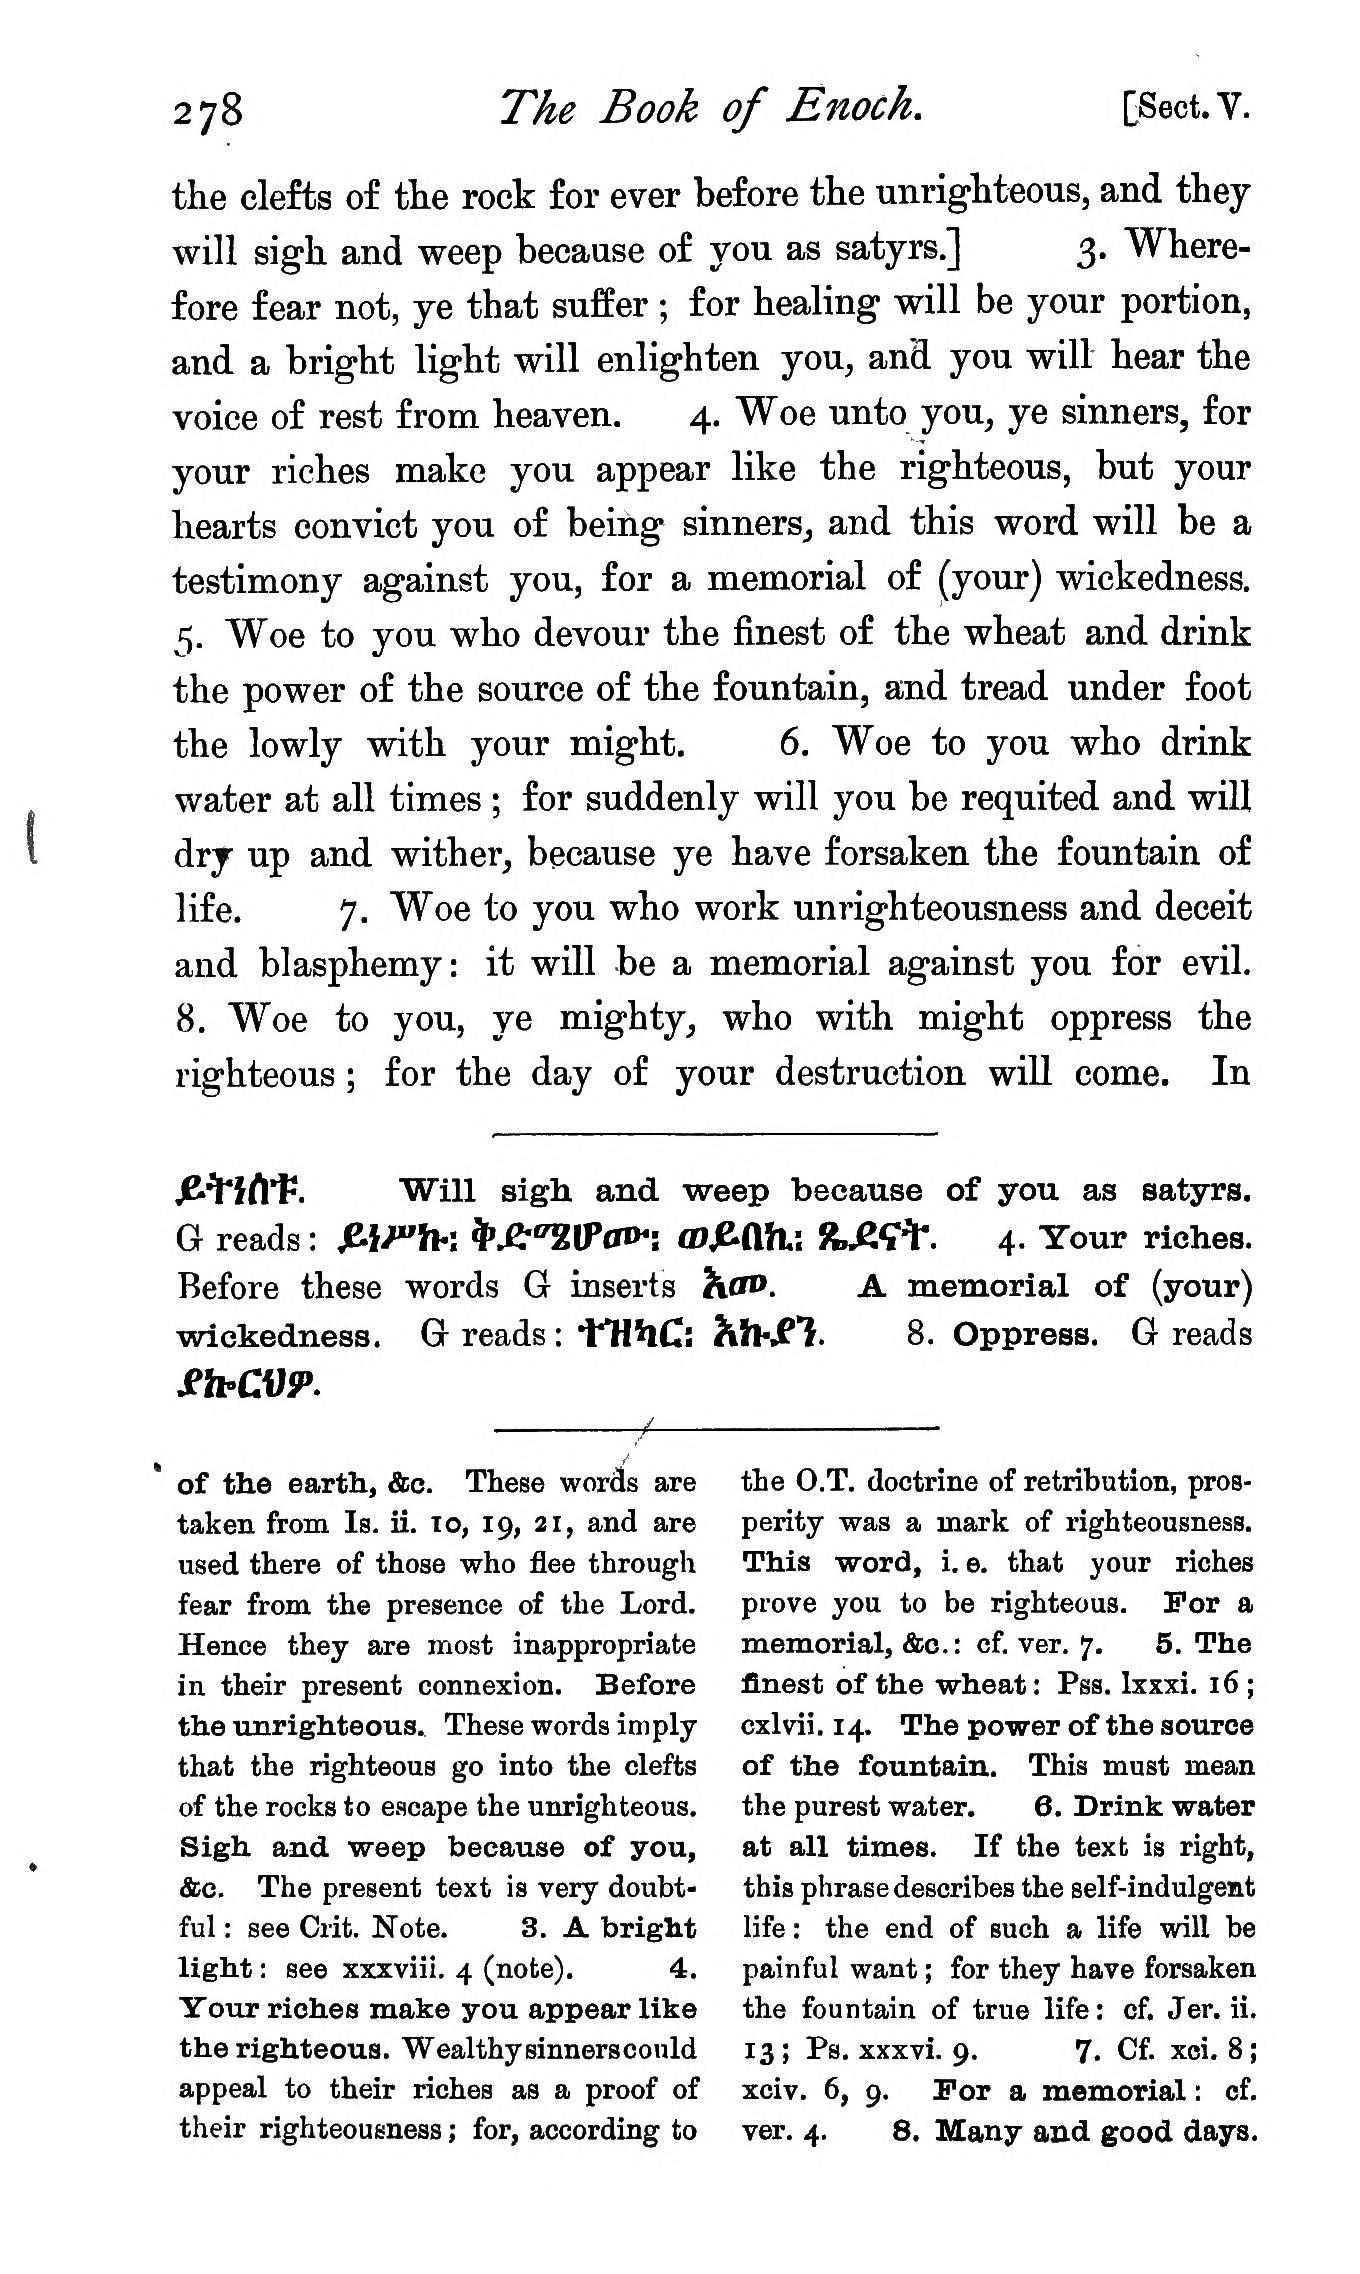 278 The Book of Enoch. [Sect. V.
the clefts of the rock for ever before the unrighteous, and they
will sigh and weep because of you as satyrs.] 3. Where-
fore fear not, ye that suffer ; for healing will be your portion,
and a bright light will enlighten you, and you will hear the
voice of rest from heaven. 4. Woe unto you, ye sinners, for
your riches make you appear like the righteous, but your
hearts convict you of being sinners, and this word will be a
testimony against you, for a memorial of (your) wickedness.
5. Woe to you who devour the finest of the wheat and drink
the power of the source of the fountain, and tread under foot
the lowly with your might. 6. Woe to you who drink
water at all times ; for suddenly will you be requited and will
dry up and wither, because ye have forsaken the fountain of
life. 7. Woe to you who work unrighteousness and deceit
and blasphemy: it will be a memorial against you for evil.
8. Woe to you, ye mighty, who with might oppress the
righteous ; for the day of your destruction will come. In
ይትነሰቱ. Will sigh and weep because of you as satyrs.
G reads: ይነሥኡ: ቅድሜሆሙ: ወይበኪ: ጼደናት. 4. Your riches.
Before these words G inserts እመ. A memorial of (your)
wickedness. G reads: ተዝካር: እኩያን. 8. Oppress. G reads
ያኰርህዎ.
of the earth, &c. These words are
taken from Is. ii. 10, 19, 21, and are
used there of those who flee through
fear from the presence of the Lord.
Hence they are most inappropriate
in their present connexion. Before
the unrighteous. These words imply
that the righteous go into the clefts
of the rocks to escape the unrighteous.
Sigh and weep because of you,
&c. The present text is very doubt-
ful: see Crit. Note. 3. A bright
light: see xxxviii. 4 (note). 4.
Your riches make you appear like
the righteous. Wealthy sinners could
appeal to their riches as a proof of
their righteousness; for, according to
the O.T. doctrine of retribution, pros-
perity was a mark of righteousness.
This word, i. e. that your riches
prove you to be righteous. For a
memorial, &c.: cf. ver. 7. 5. The
finest of the wheat: Pss. lxxxi. 16;
cxlvii. 14. The power of the source
of the fountain. This must mean
the purest water. 6. Drink water
at all times. If the text is right,
this phrase describes the self-indulgent
life: the end of such a life will be
painful want; for they have forsaken
the fountain of true life: cf. Jer. ii.
13; Ps. xxxvi. 9. 7. Cf. xci. 8;
xciv. 6, 9. For a memorial: cf.
ver. 4. 8. Many and good days.